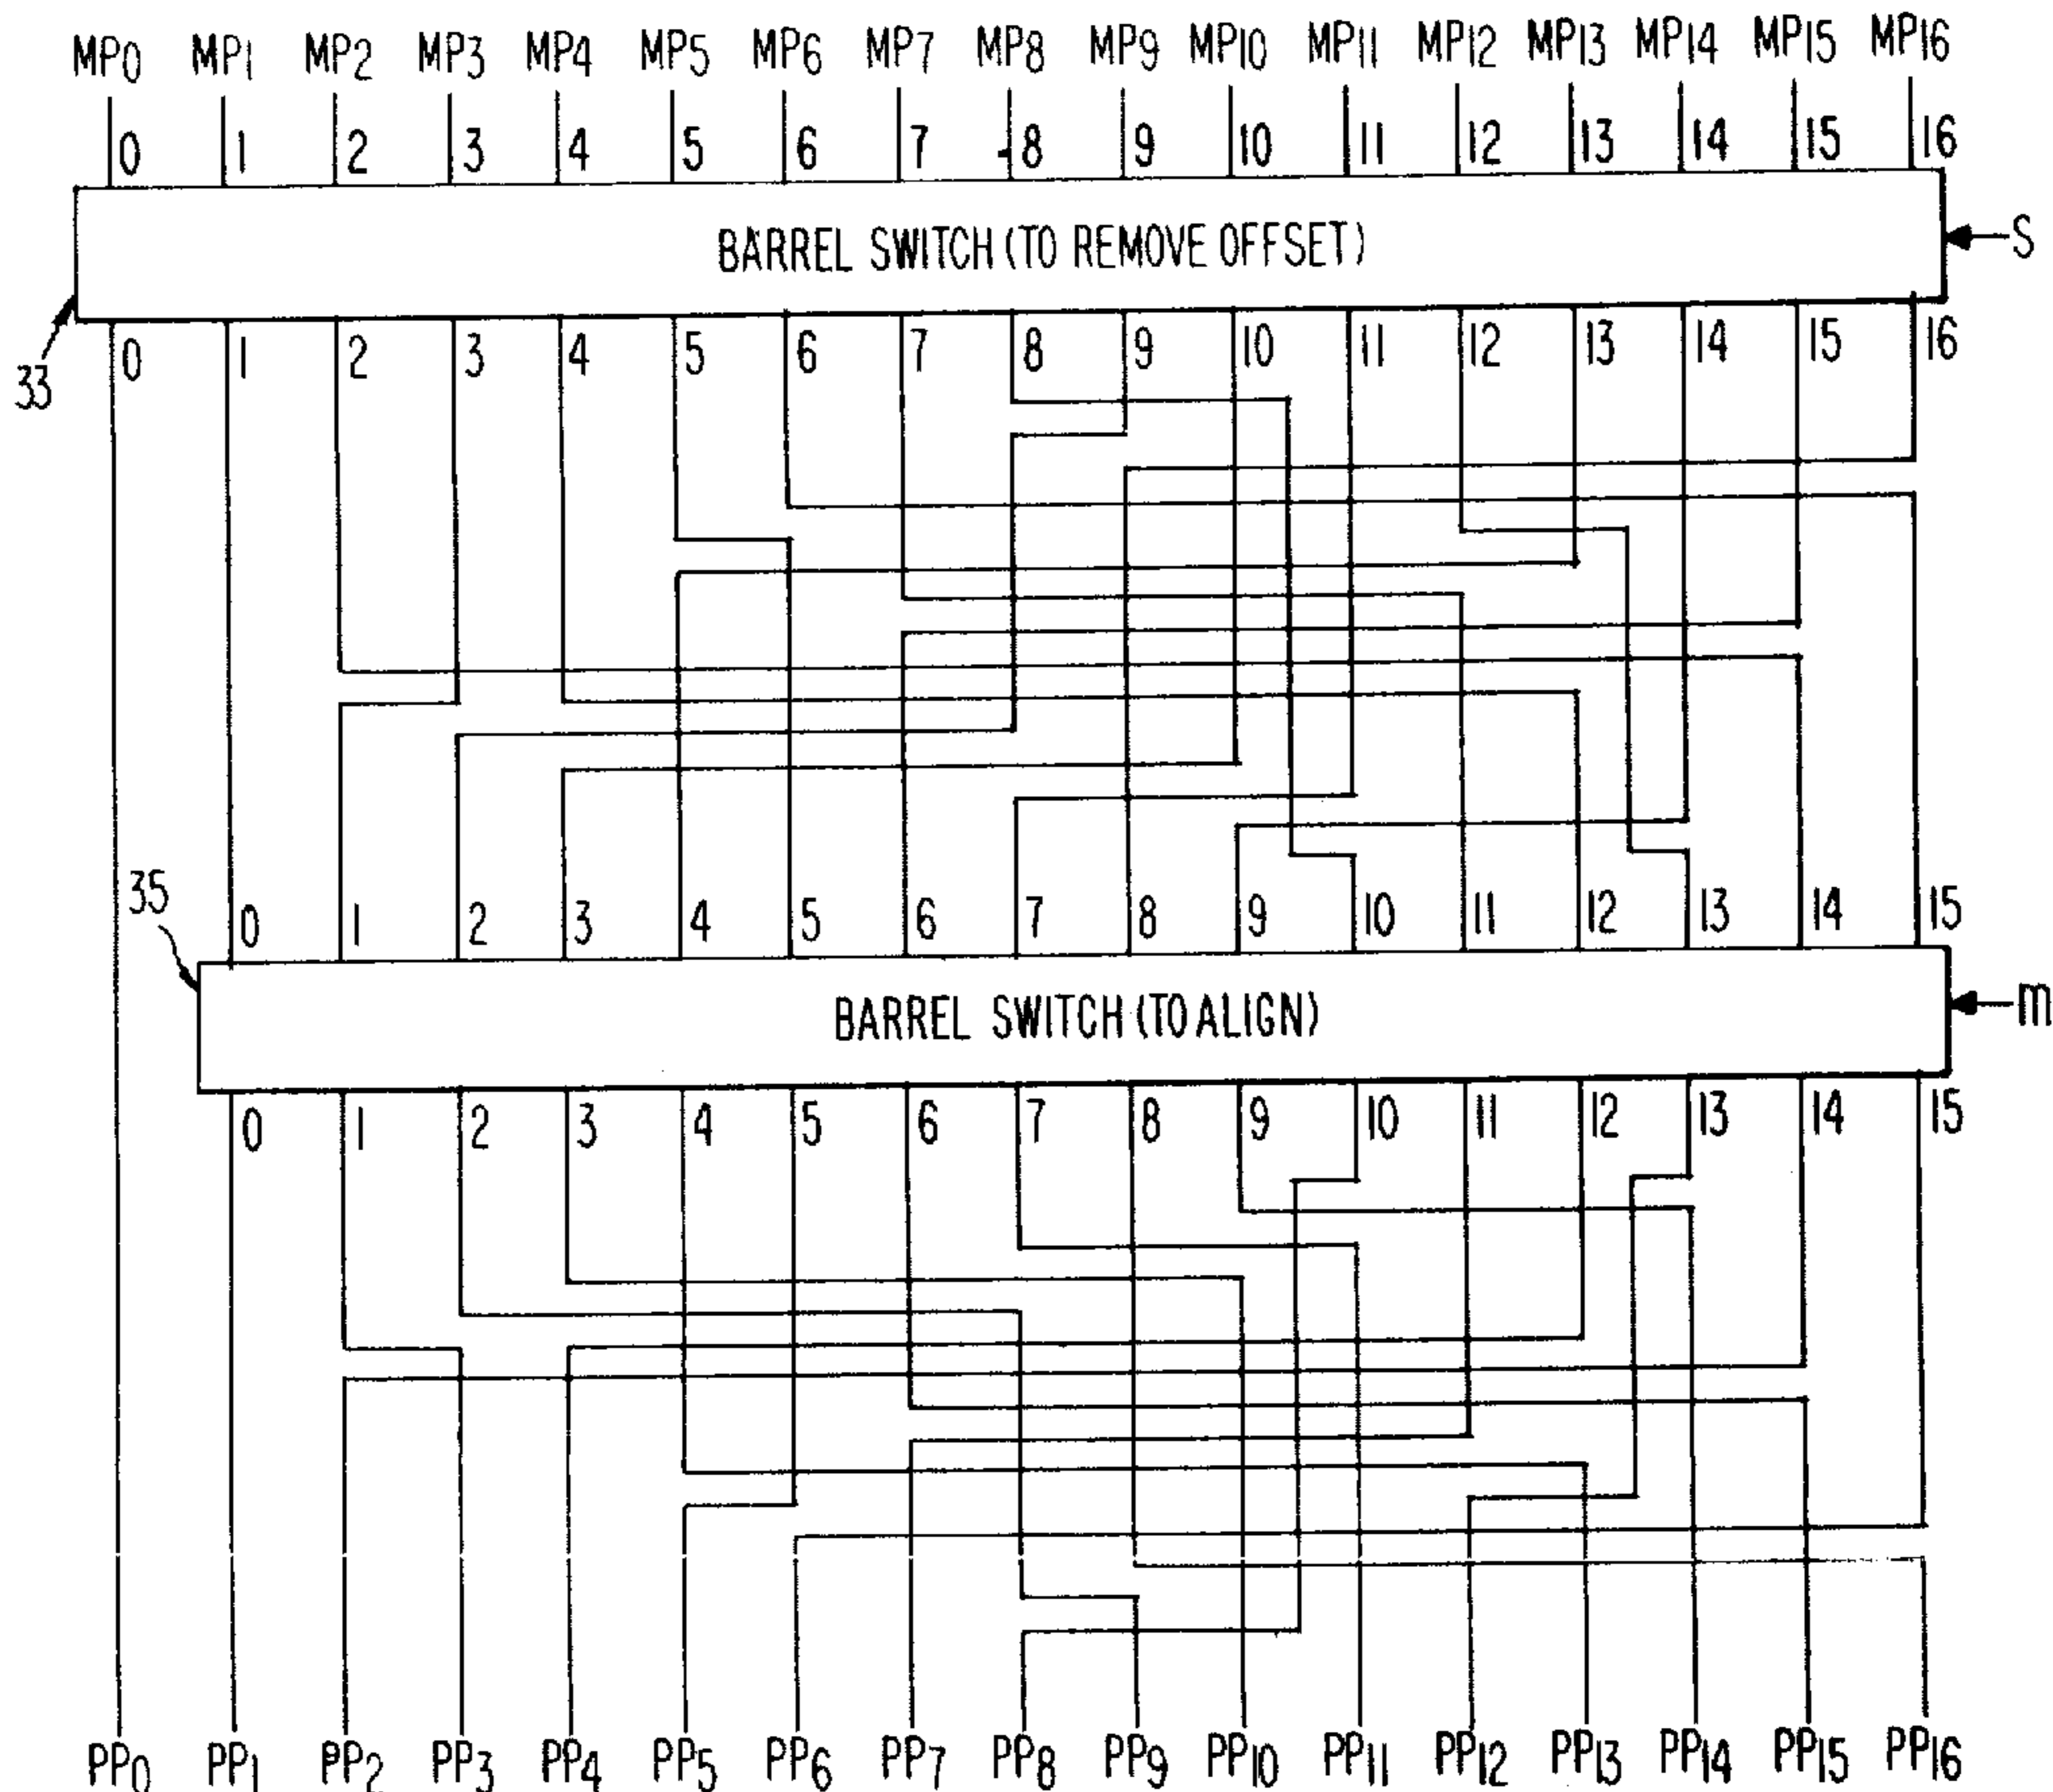 MP0 MP1 MP2 MP3 MP4 MP5 MP6 MP7 MP8 MP9 MP10 MP11 MP12 MP13 MP14 MP15 MP16
0 1 2 3 4 5 6 7 8 9 10 11 12 13 14 15 16
BARREL SWITCH (TO REMOVE OFFSET)
S
33
0 1 2 3 4 5 6 7 8 9 10 11 12 13 14 15 16
35
0 1 2 3 4 5 6 7 8 9 10 11 12 13 14 15
BARREL SWITCH (TO ALIGN)
m
0 1 2 3 4 5 6 7 8 9 10 11 12 13 14 15
PP0 PP1 PP2 PP3 PP4 PP5 PP6 PP7 PP8 PP9 PP10 PP11 PP12 PP13 PP14 PP15 PP16